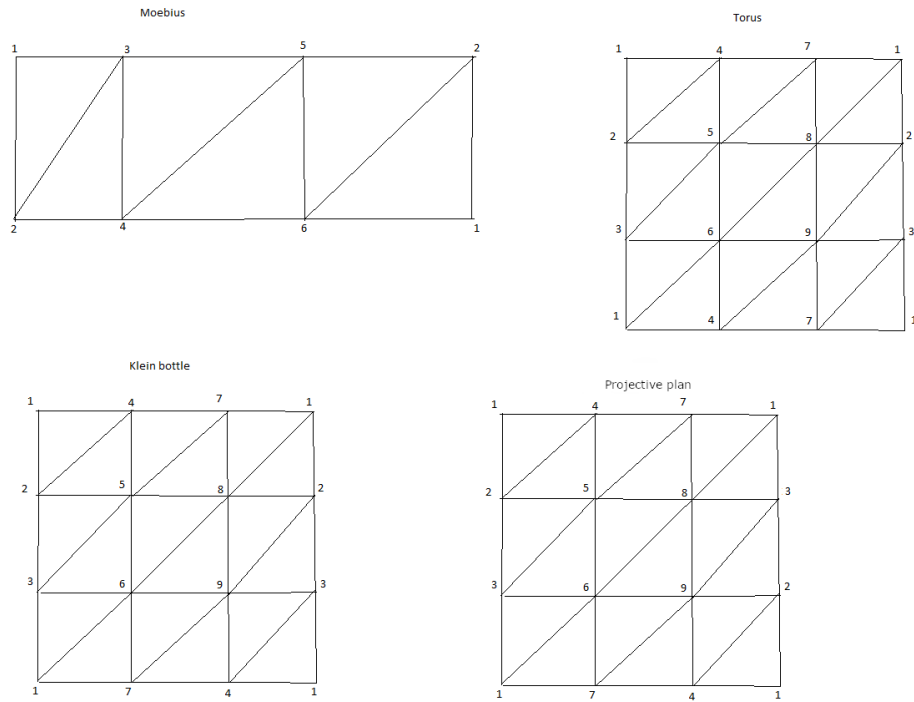 Moebius
1 3 5 2
2 4 6 1
Torus
1 4 7 1
2 5 8 2
3 6 9 3
1 4 7 1
Klein bottle
1 4 7 1
2 5 8 2
3 6 9 3
1 7 4 1
Projective plan
1 4 7 1
2 5 8 3
3 6 9 2
1 7 4 1